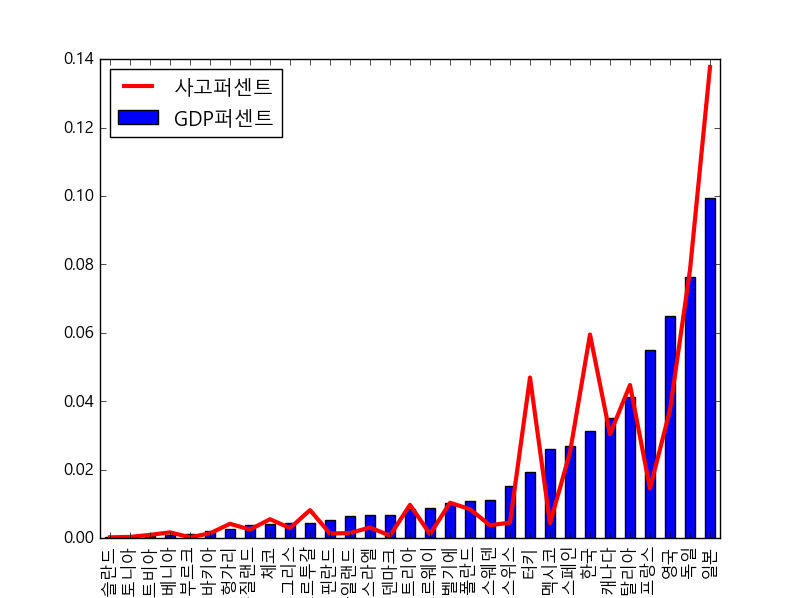 0.14
사고퍼센트
GDP퍼센트
0.12
0.10
0.08
0.06
0.04
0.02
0.00
슬란드
토니아
트비아
베니아
부르크
바키아
헝가리
질랜드
체코
그리스
르투갈
핀란드
일랜드
스라엘
덴마크
트리아
르웨이
벨기에
폴란드
스웨덴
스위스
터키
멕시코
스페인
한국
캐나다
탈리아
프랑스
영국
독일
일본